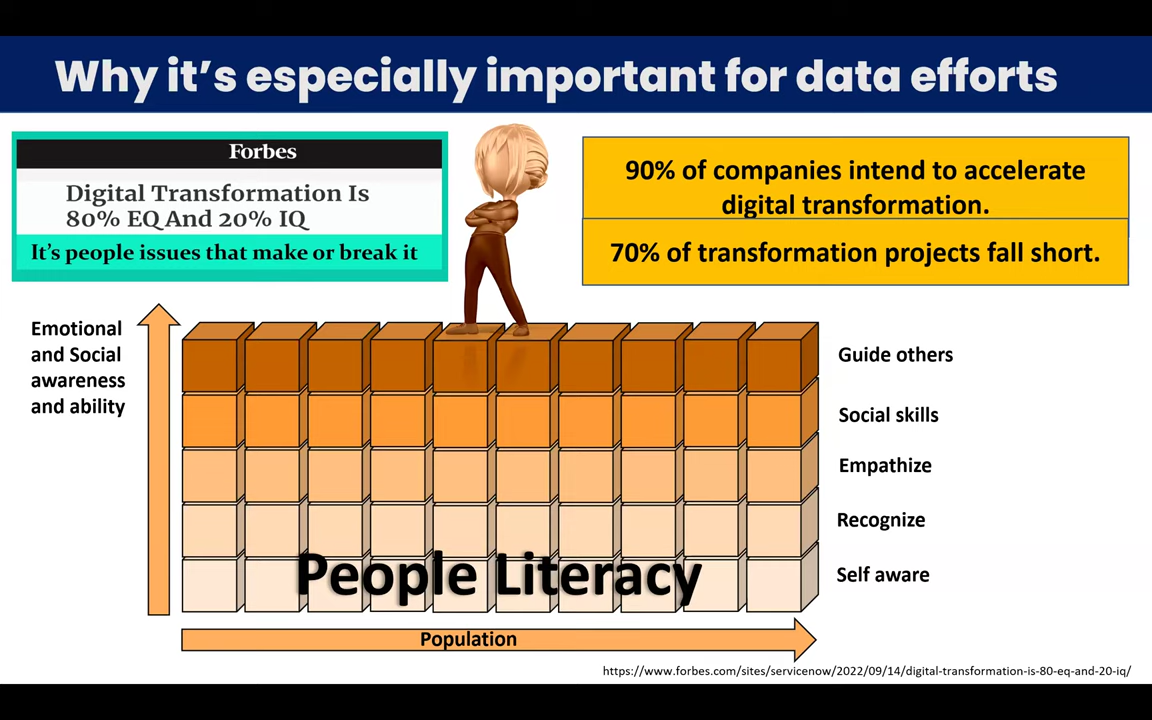 Why it's especially important for data efforts
Forbes
Digital Transformation Is
80% EQ And 20% IQ
It's people issues that make or break it
90% of companies intend to accelerate
digital transformation.
70% of transformation projects fall short.
Emotional
and Social
awareness
and ability
Guide others
Social skills
Empathize
Recognize
Self aware
People Literacy
Population
https://www.forbes.com/sites/servicenow/2022/09/14/digital-transformation-is-80-eq-and-20-iq/